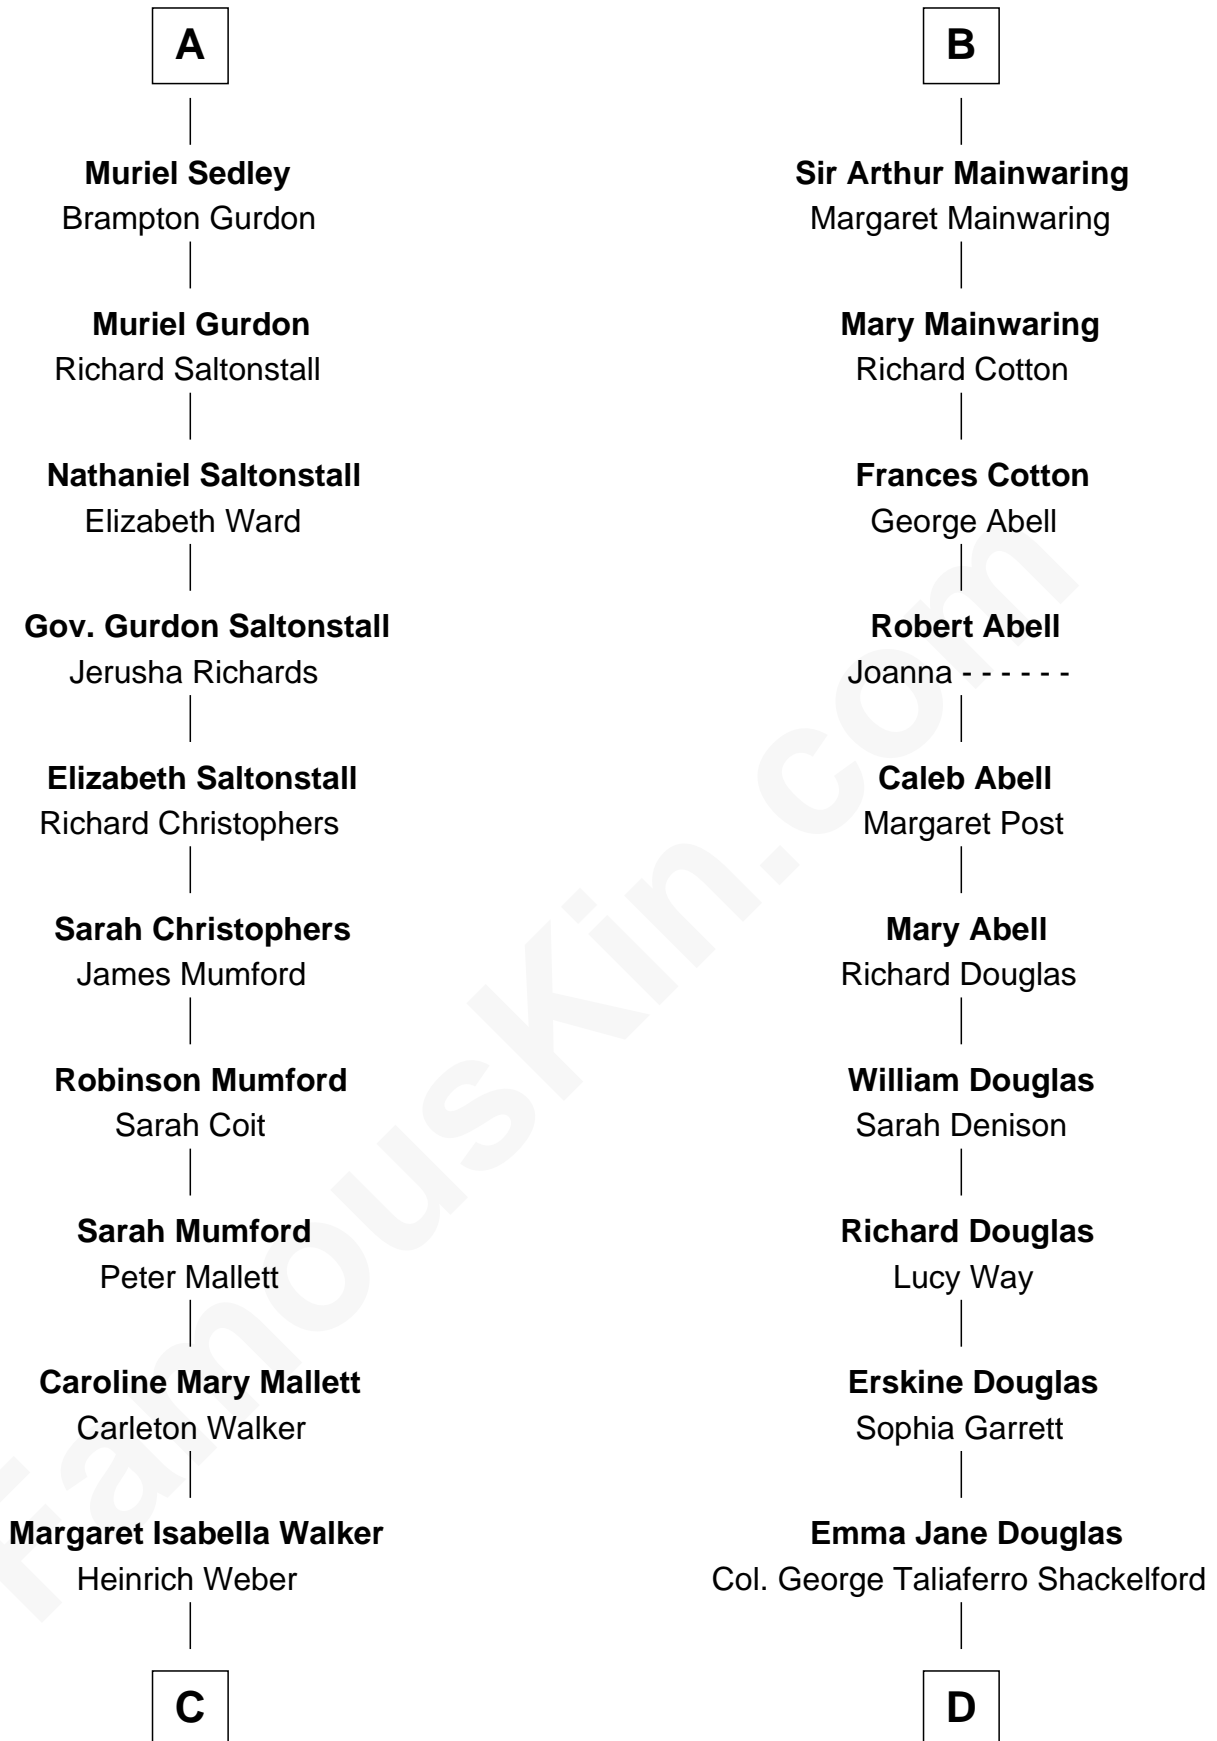 A
Muriel Sedley
Brampton Gurdon
Muriel Gurdon
Richard Saltonstall
Nathaniel Saltonstall
Elizabeth Ward
Gov. Gurdon Saltonstall
Jerusha Richards
Elizabeth Saltonstall
Richard Christophers
Sarah Christophers
James Mumford
Robinson Mumford
Sarah Coit
Sarah Mumford
Peter Mallett
Caroline Mary Mallett
Carleton Walker
Margaret Isabella Walker
Heinrich Weber
C
B
Sir Arthur Mainwaring
Margaret Mainwaring
Mary Mainwaring
Richard Cotton
Frances Cotton
George Abell
Robert Abell
Joanna - - - - - -
Caleb Abell
Margaret Post
Mary Abell
Richard Douglas
William Douglas
Sarah Denison
Richard Douglas
Lucy Way
Erskine Douglas
Sophia Garrett
Emma Jane Douglas
Col. George Taliaferro Shackelford
D
FamousKin.com